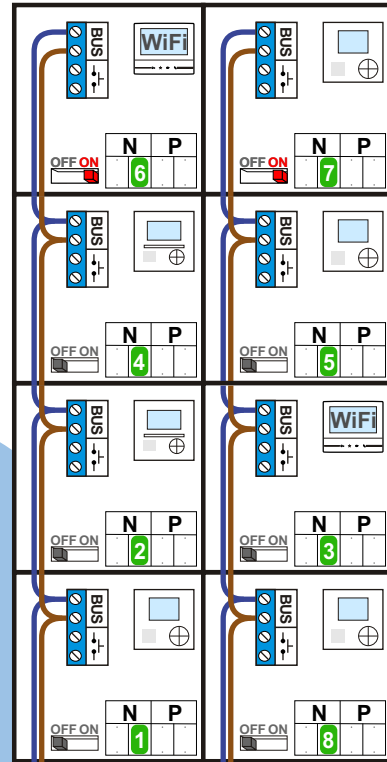 BUS WiFi
N P
OFF ON
6
BUS
N P
OFF ON
7
BUS
N P
OFF ON
4
BUS
N P
OFF ON
5
BUS
N P
OFF ON
2
BUS WiFi
N P
OFF ON
3
BUS
N P
OFF ON
1
BUS
N P
OFF ON
8